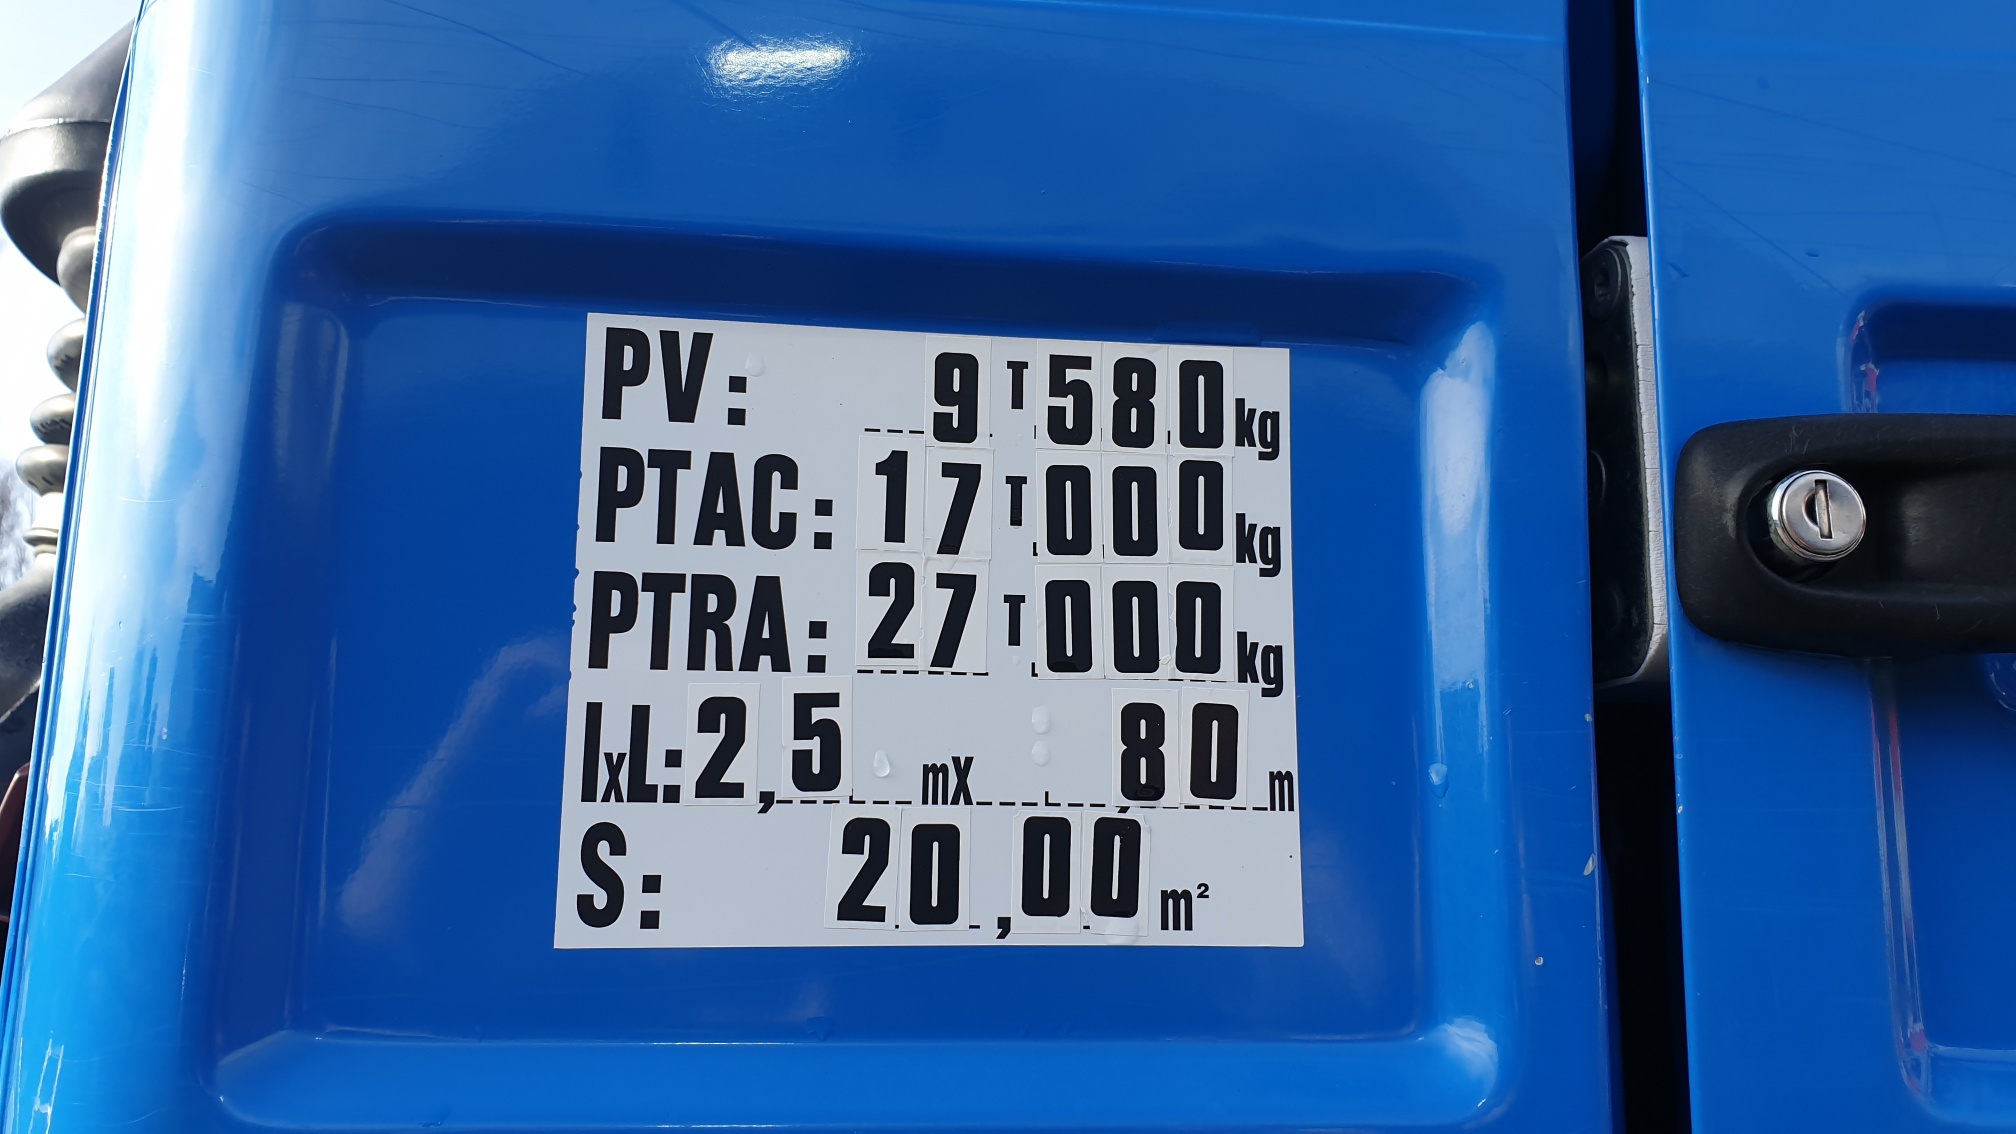 PV: 9 T 580 kg
PTAC: 17 T 000 kg
PTRA: 27 T 000 kg
lxL: 2,5 mX ,80 m
S: 20,00 m²